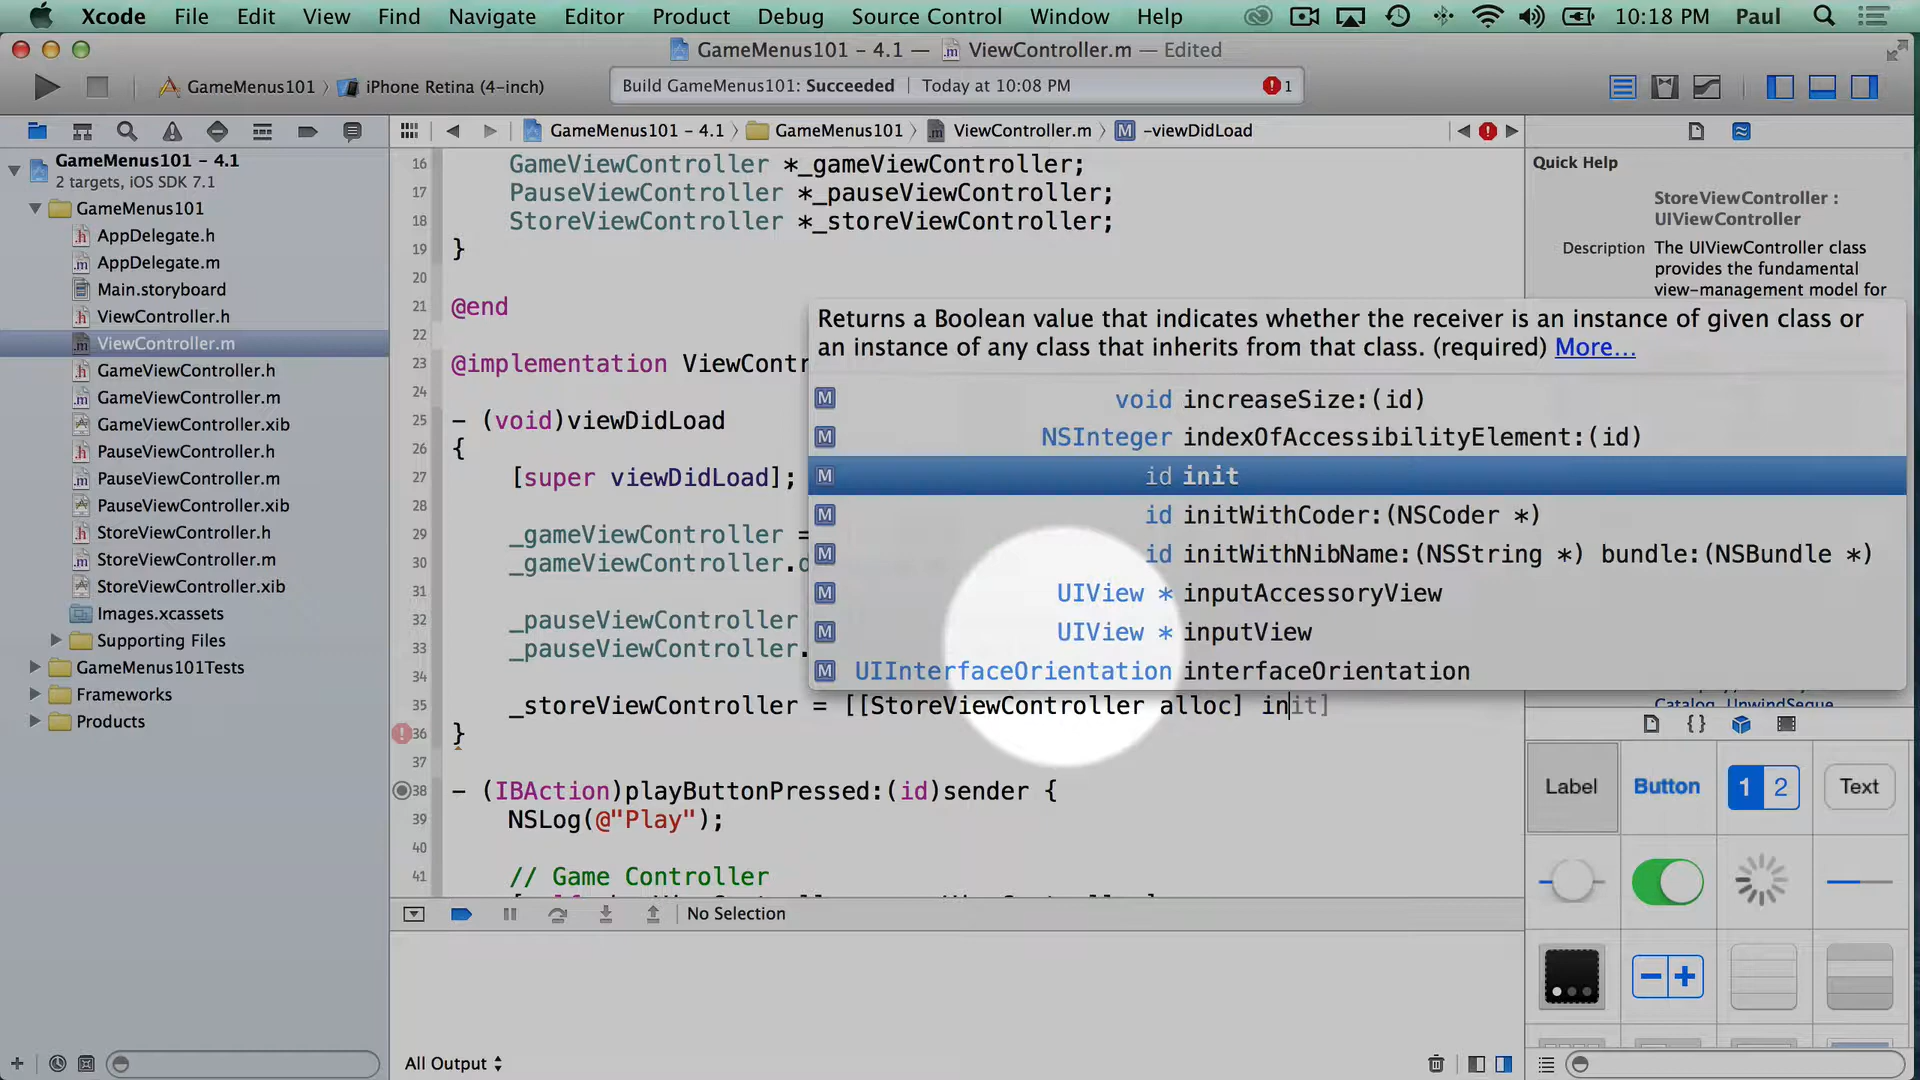 Xcode File Edit View Find Navigate Editor Product Debug Source Control Window Help 10:18 PM Paul
GameMenus101 - 4.1 — ViewController.m — Edited
GameMenus101 〉 iPhone Retina (4-inch)
Build GameMenus101: Succeeded | Today at 10:08 PM 1
GameMenus101 - 4.1 〉 GameMenus101 〉 ViewController.m 〉 M -viewDidLoad
GameMenus101 - 4.1
2 targets, iOS SDK 7.1
GameMenus101
AppDelegate.h
AppDelegate.m
Main.storyboard
ViewController.h
ViewController.m
GameViewController.h
GameViewController.m
GameViewController.xib
PauseViewController.h
PauseViewController.m
PauseViewController.xib
StoreViewController.h
StoreViewController.m
StoreViewController.xib
Images.xcassets
Supporting Files
GameMenus101Tests
Frameworks
Products
16 GameViewController *_gameViewController;
17 PauseViewController *_pauseViewController;
18 StoreViewController *_storeViewController;
19 }
20
21 @end
22
23 @implementation ViewContr
24
25 - (void)viewDidLoad
26 {
27 [super viewDidLoad];
28
29 _gameViewController =
30 _gameViewController.d
31
32 _pauseViewController
33 _pauseViewController.
34
35 _storeViewController = [[StoreViewController alloc] init]
36 }
37
38 - (IBAction)playButtonPressed:(id)sender {
39 NSLog(@"Play");
40
41 // Game Controller
Returns a Boolean value that indicates whether the receiver is an instance of given class or
an instance of any class that inherits from that class. (required) More...
M void increaseSize:(id)
M NSInteger indexOfAccessibilityElement:(id)
M id init
M id initWithCoder:(NSCoder *)
M id initWithNibName:(NSString *) bundle:(NSBundle *)
M UIView * inputAccessoryView
M UIView * inputView
M UIInterfaceOrientation interfaceOrientation
No Selection
All Output
Quick Help
StoreViewController :
UIViewController
Description The UIViewController class
provides the fundamental
view-management model for
Catalog, UnwindSegue
{ }
Label Button 1 2 Text